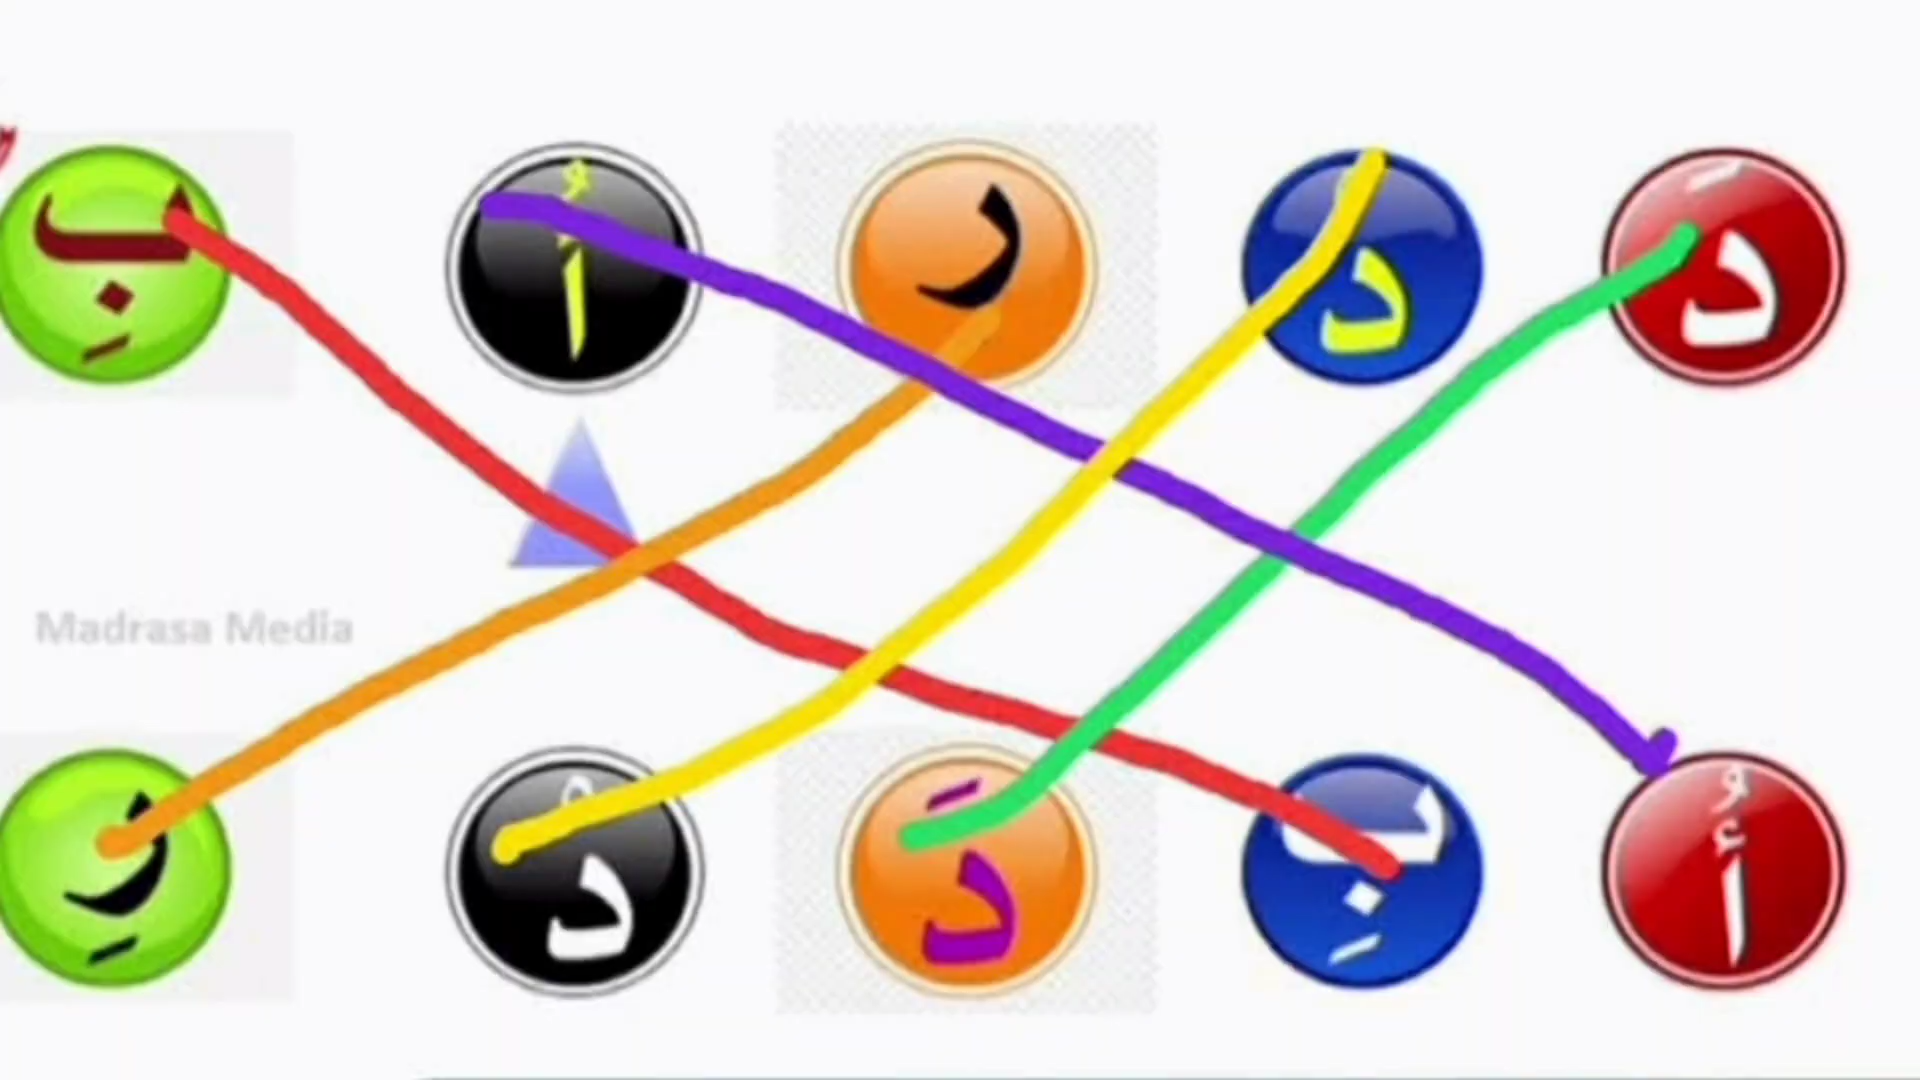 دَ د ر أُ بِ
Madrasa Media
أُ بِ دَ دُ رِ